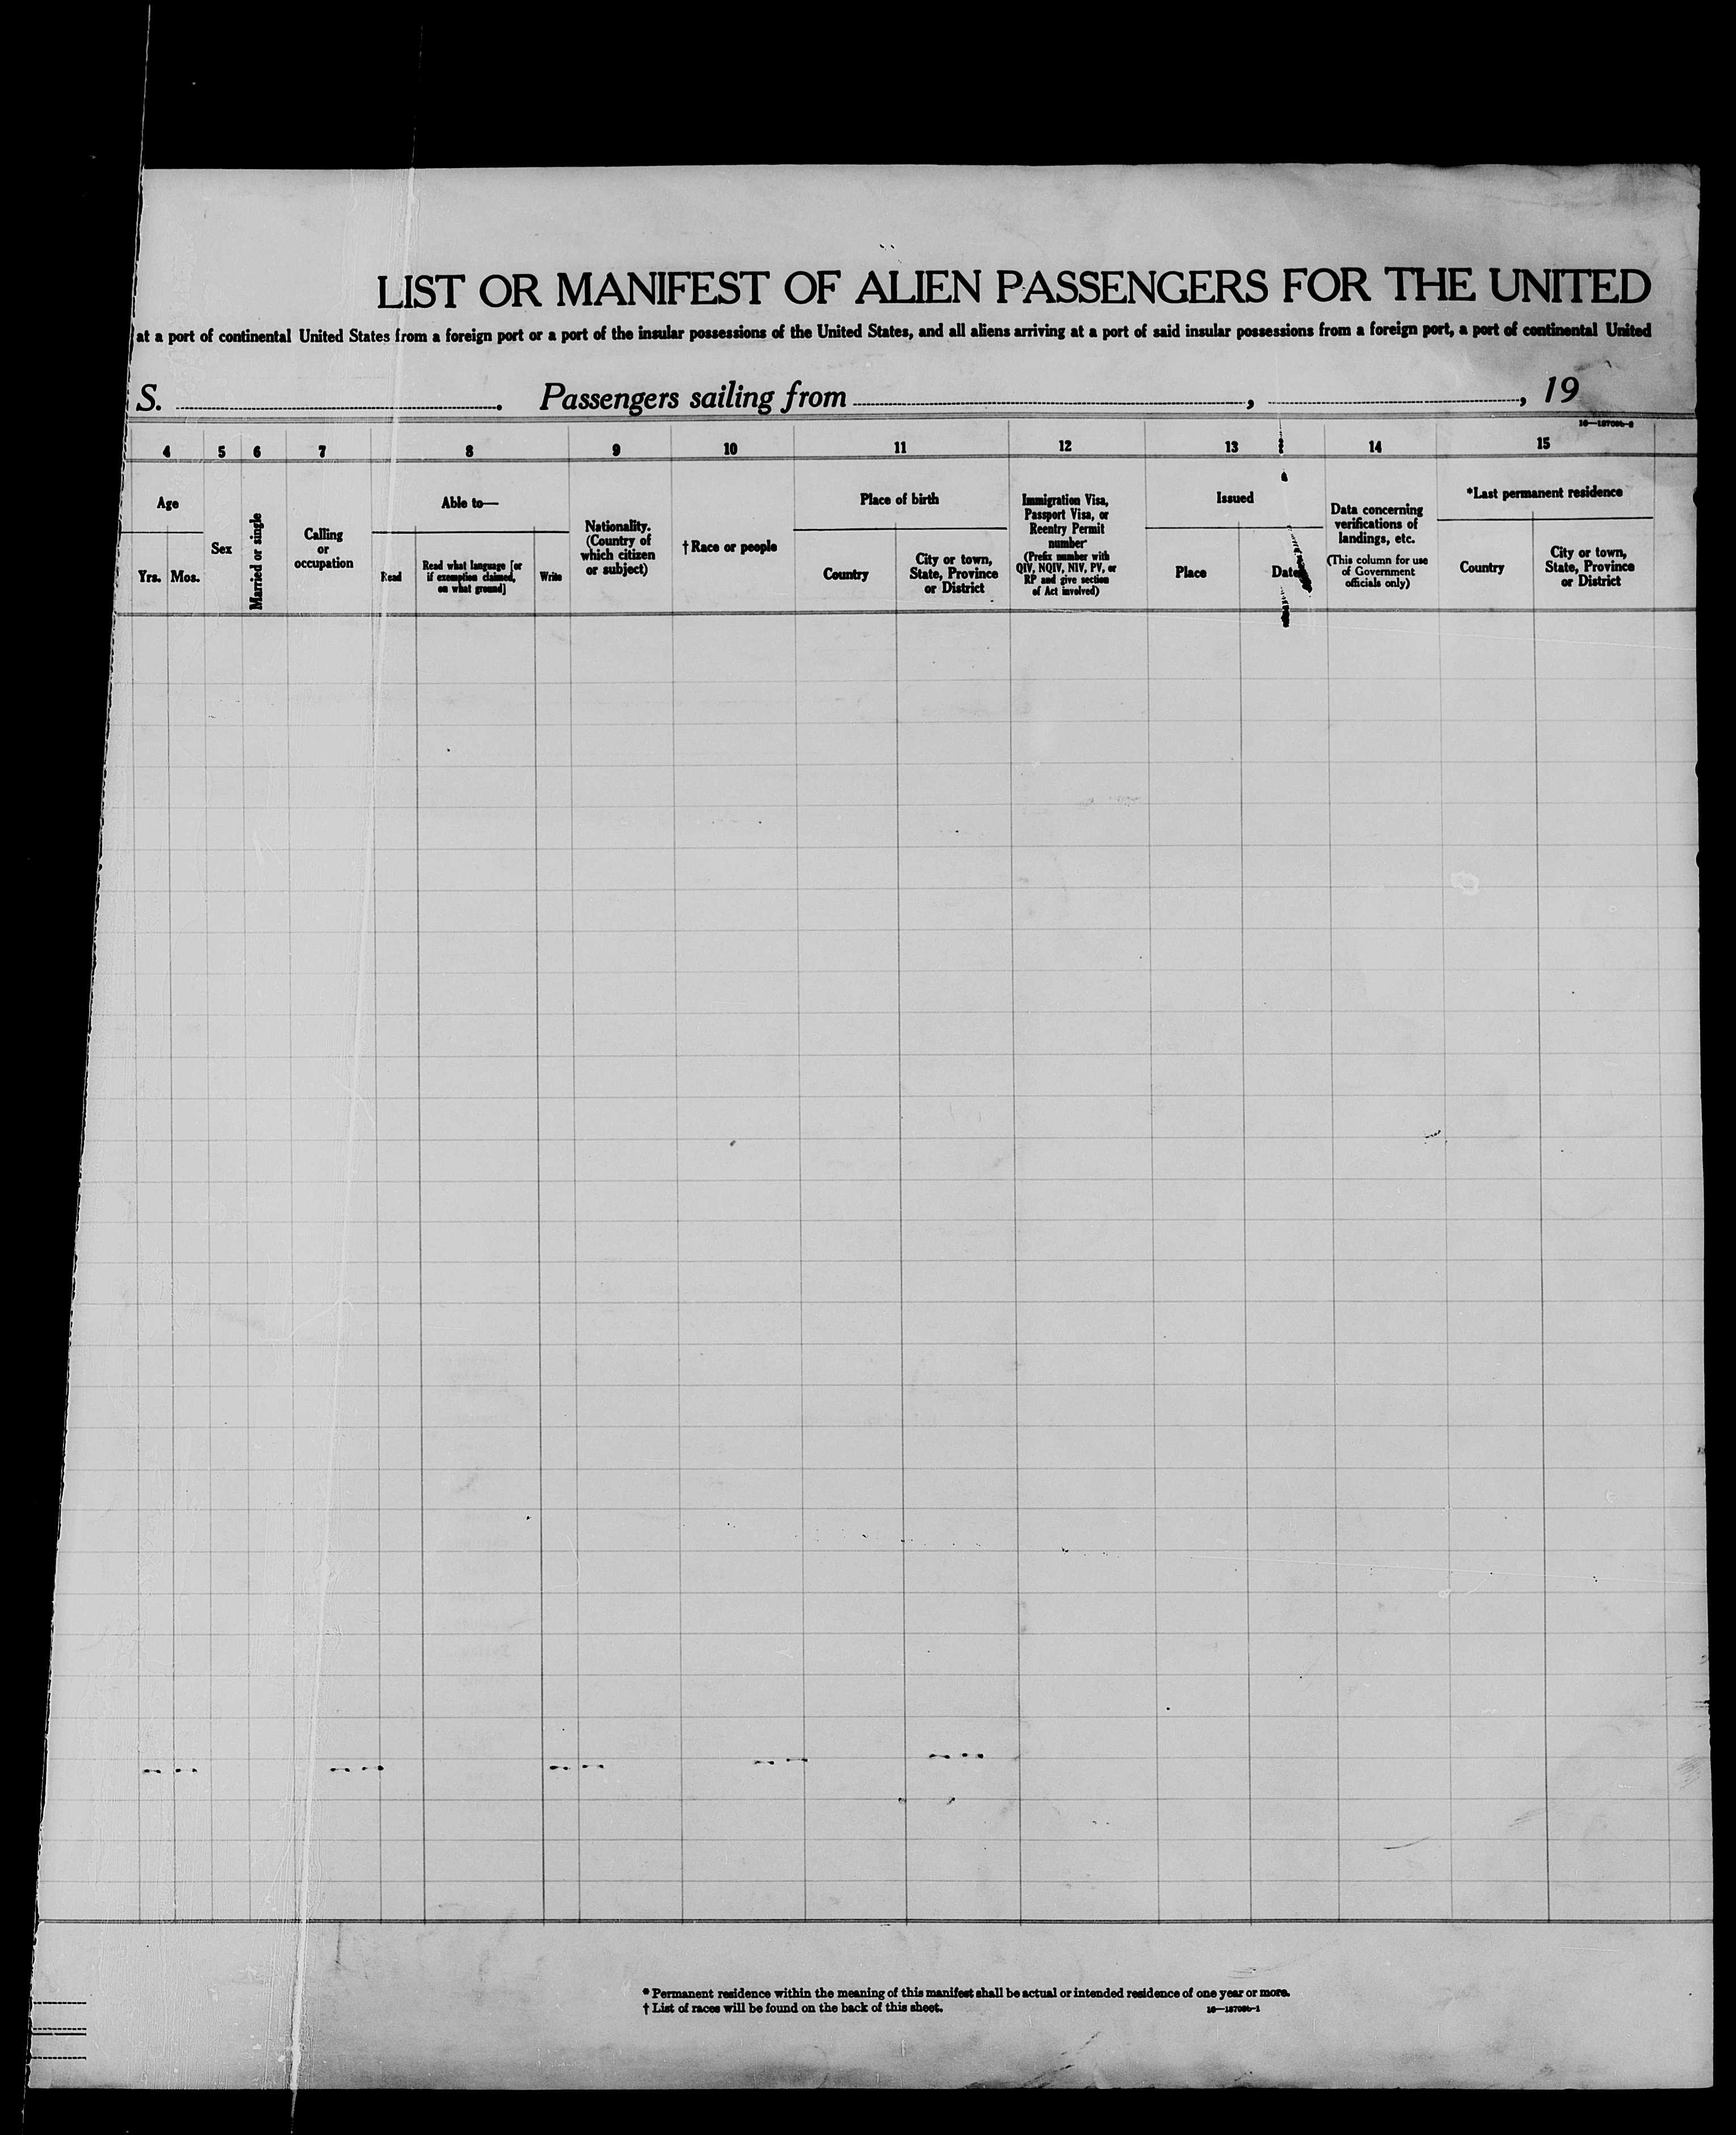 LIST OR MANIFEST OF ALIEN PASSENGERS FOR THE UNITED
at a port of continental United States from a foreign port or a port of the insular possessions of the United States, and all aliens arriving at a port of said insular possessions from a foreign port, a port of continental United
S. . Passengers sailing from , , 19
4 5 6 7 8 9 10 11 12 13 14 15
Age
Yrs. Mos.
Sex
Married or single
Calling
or
occupation
Able to—
Read
Read what language [or
if exemption claimed,
on what ground]
Write
Nationality.
(Country of
which citizen
or subject)
† Race or people
Place of birth
Country
City or town,
State, Province
or District
Immigration Visa,
Passport Visa, or
Reentry Permit
number
(Prefix number with
QIV, NQIV, NIV, PV, or
RP and give section
of Act involved)
Issued
Place
Date
Data concerning
verifications of
landings, etc.
(This column for use
of Government
officials only)
*Last permanent residence
Country
City or town,
State, Province
or District
* Permanent residence within the meaning of this manifest shall be actual or intended residence of one year or more.
† List of races will be found on the back of this sheet.